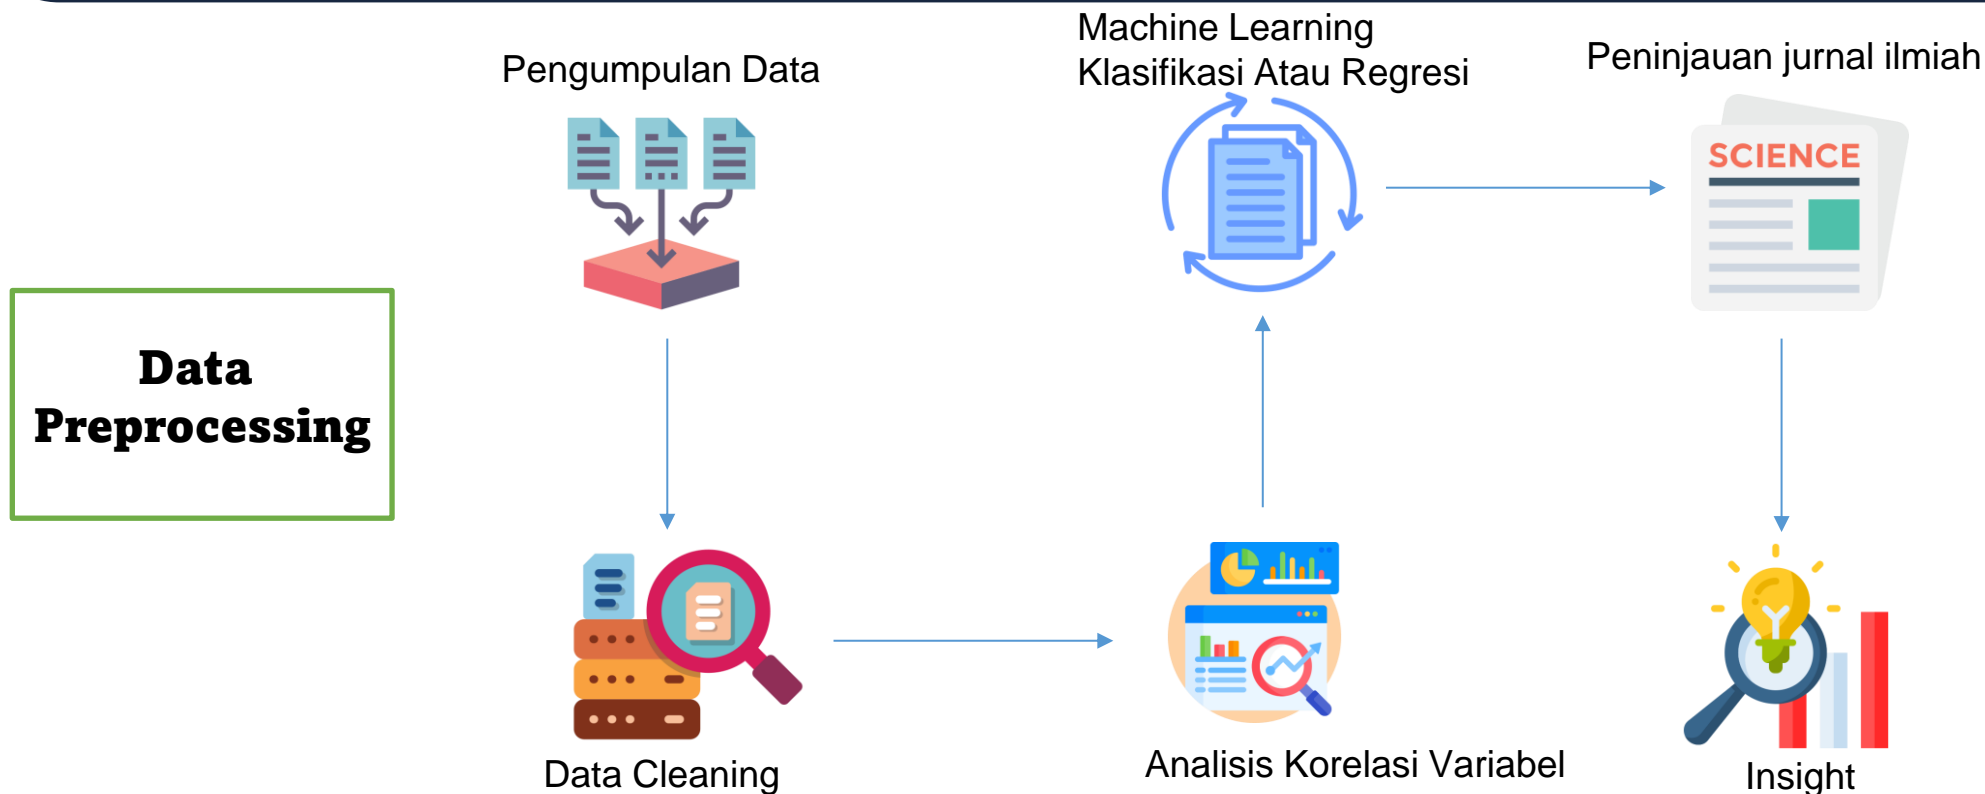 Data
Preprocessing
Pengumpulan Data
Data Cleaning
Analisis Korelasi Variabel
Machine Learning
Klasifikasi Atau Regresi
Peninjauan jurnal ilmiah
SCIENCE
Insight